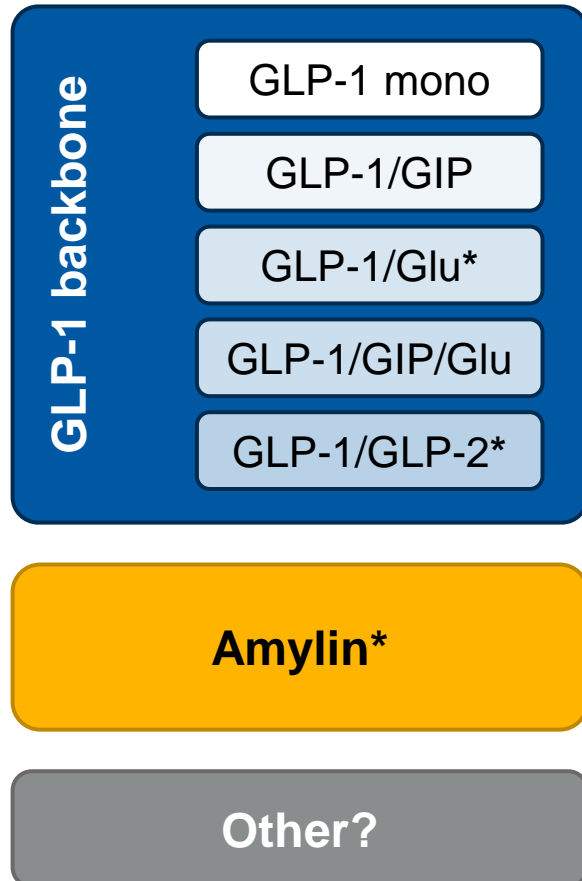 GLP-1 backbone
GLP-1 mono
GLP-1/GIP
GLP-1/Glu*
GLP-1/GIP/Glu
GLP-1/GLP-2*
Amylin*
Other?